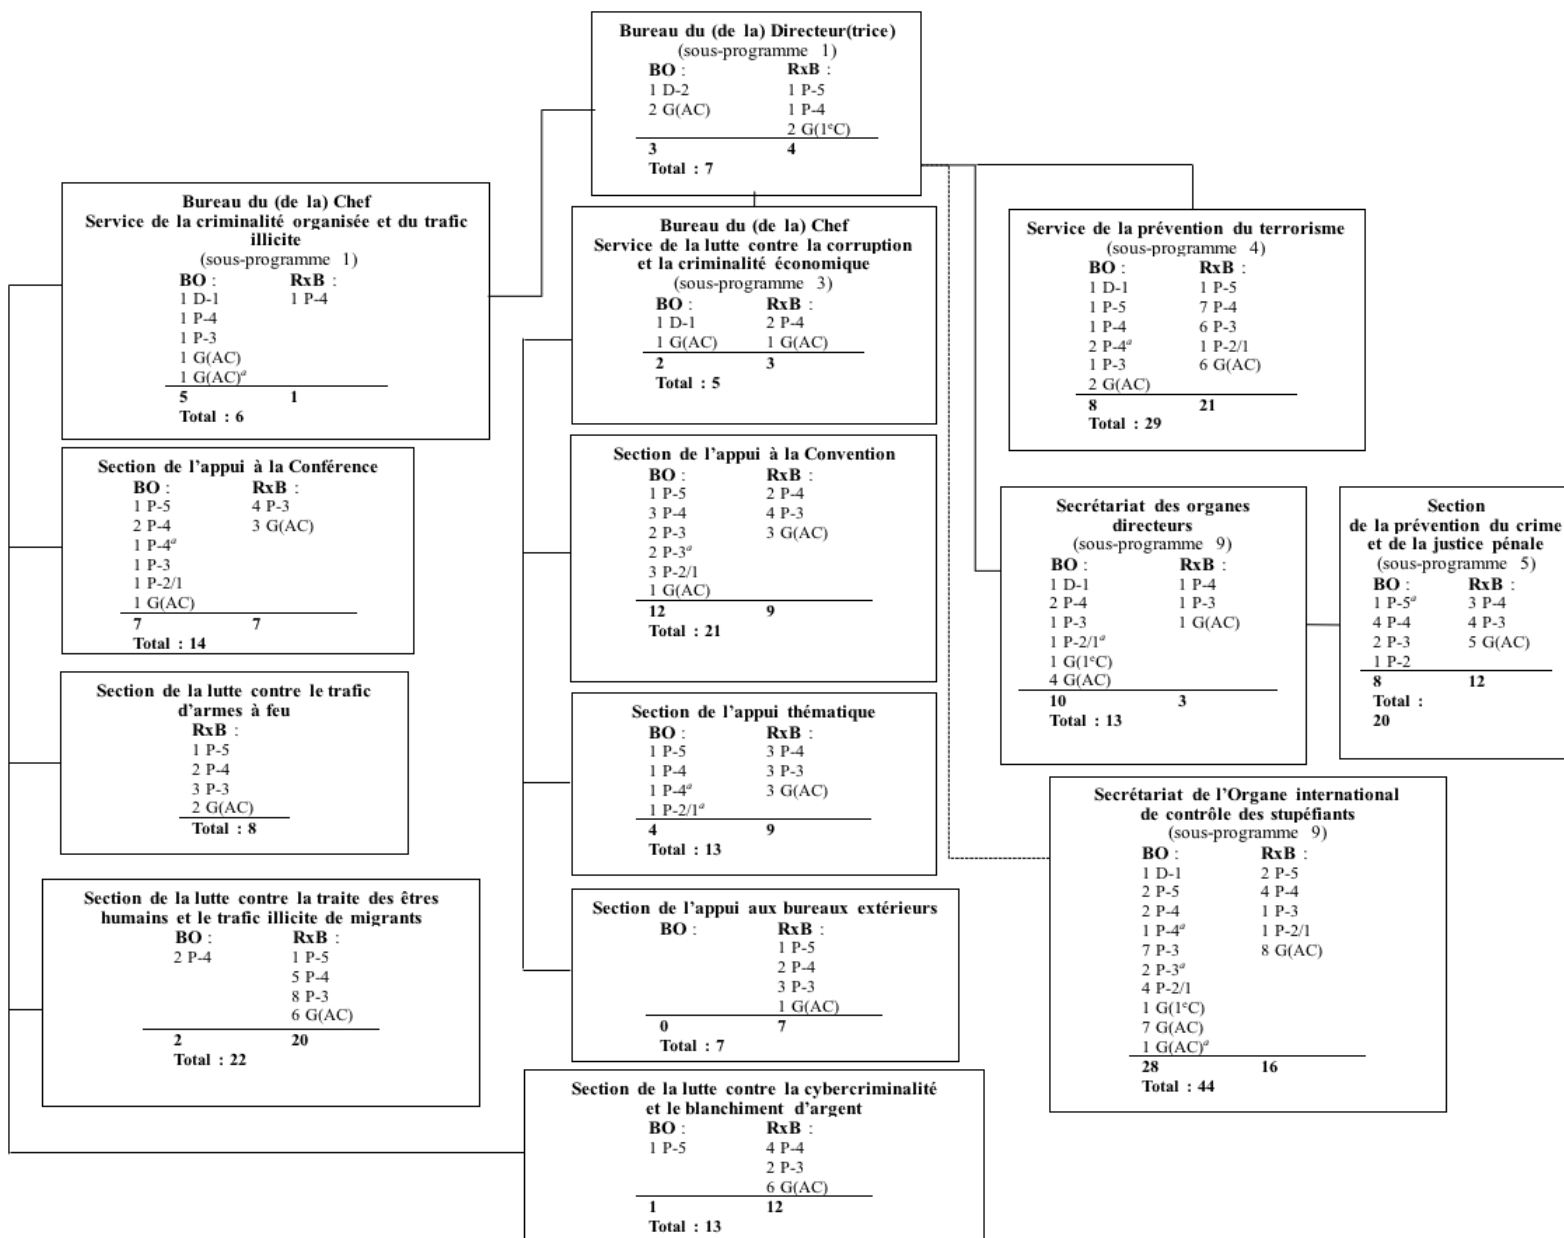 Bureau du (de la) Directeur(trice)
(sous-programme 1)
BO : RxB :
1 D-2 1 P-5
2 G(AC) 1 P-4
2 G(1ᵉC)
3 4
Total : 7
Bureau du (de la) Chef
Service de la criminalité organisée et du trafic
illicite
(sous-programme 1)
BO : RxB :
1 D-1 1 P-4
1 P-4
1 P-3
1 G(AC)
1 G(AC)ᵃ
5 1
Total : 6
Bureau du (de la) Chef
Service de la lutte contre la corruption
et la criminalité économique
(sous-programme 3)
BO : RxB :
1 D-1 2 P-4
1 G(AC) 1 G(AC)
2 3
Total : 5
Service de la prévention du terrorisme
(sous-programme 4)
BO : RxB :
1 D-1 1 P-5
1 P-5 7 P-4
1 P-4 6 P-3
2 P-4ᵃ 1 P-2/1
1 P-3 6 G(AC)
2 G(AC)
8 21
Total : 29
Section de l'appui à la Conférence
BO : RxB :
1 P-5 4 P-3
2 P-4 3 G(AC)
1 P-4ᵃ
1 P-3
1 P-2/1
1 G(AC)
7 7
Total : 14
Section de l'appui à la Convention
BO : RxB :
1 P-5 2 P-4
3 P-4 4 P-3
2 P-3 3 G(AC)
2 P-3ᵃ
3 P-2/1
1 G(AC)
12 9
Total : 21
Secrétariat des organes
directeurs
(sous-programme 9)
BO : RxB :
1 D-1 1 P-4
2 P-4 1 P-3
1 P-3 1 G(AC)
1 P-2/1ᵃ
1 G(1ᵉC)
4 G(AC)
10 3
Total : 13
Section
de la prévention du crime
et de la justice pénale
(sous-programme 5)
BO : RxB :
1 P-5ᵃ 3 P-4
4 P-4 4 P-3
2 P-3 5 G(AC)
1 P-2
8 12
Total :
20
Section de la lutte contre le trafic
d'armes à feu
RxB :
1 P-5
2 P-4
3 P-3
2 G(AC)
Total : 8
Section de l'appui thématique
BO : RxB :
1 P-5 3 P-4
1 P-4 3 P-3
1 P-4ᵃ 3 G(AC)
1 P-2/1ᵃ
4 9
Total : 13
Secrétariat de l'Organe international
de contrôle des stupéfiants
(sous-programme 9)
BO : RxB :
1 D-1 2 P-5
2 P-5 4 P-4
2 P-4 1 P-3
1 P-4ᵃ 1 P-2/1
7 P-3 8 G(AC)
2 P-3ᵃ
4 P-2/1
1 G(1ᵉC)
7 G(AC)
1 G(AC)ᵃ
28 16
Total : 44
Section de la lutte contre la traite des êtres
humains et le trafic illicite de migrants
BO : RxB :
2 P-4 1 P-5
5 P-4
8 P-3
6 G(AC)
2 20
Total : 22
Section de l'appui aux bureaux extérieurs
BO : RxB :
1 P-5
2 P-4
3 P-3
1 G(AC)
0 7
Total : 7
Section de la lutte contre la cybercriminalité
et le blanchiment d'argent
BO : RxB :
1 P-5 4 P-4
2 P-3
6 G(AC)
1 12
Total : 13